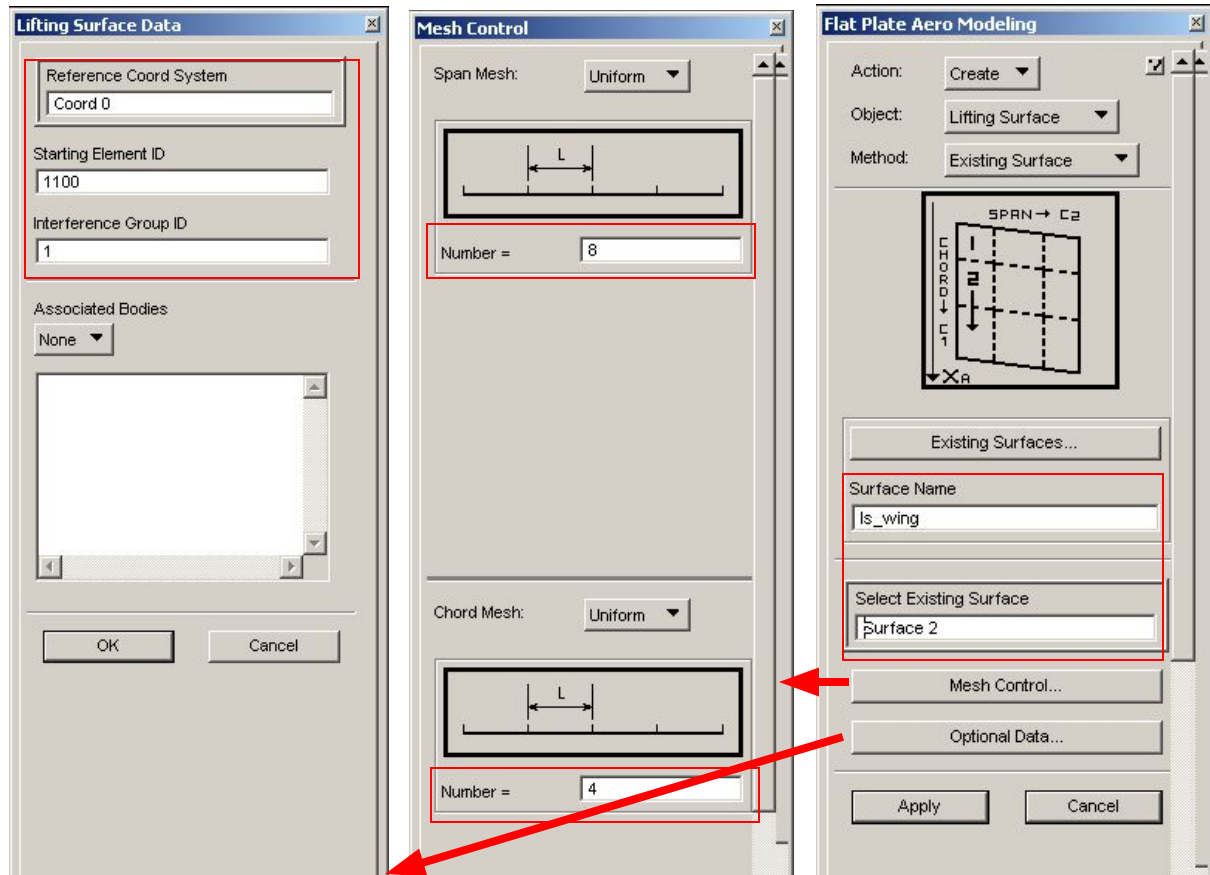 Lifting Surface Data
Reference Coord System
Coord 0
Starting Element ID
1100
Interference Group ID
1
Associated Bodies
None
OK Cancel
Mesh Control
Span Mesh: Uniform
L
Number = 8
Chord Mesh: Uniform
L
Number = 4
Flat Plate Aero Modeling
Action: Create
Object: Lifting Surface
Method: Existing Surface
SPAN→ C2
CHORD→ C1
1
2
XA
Existing Surfaces...
Surface Name
ls_wing
Select Existing Surface
Surface 2
Mesh Control...
Optional Data...
Apply Cancel